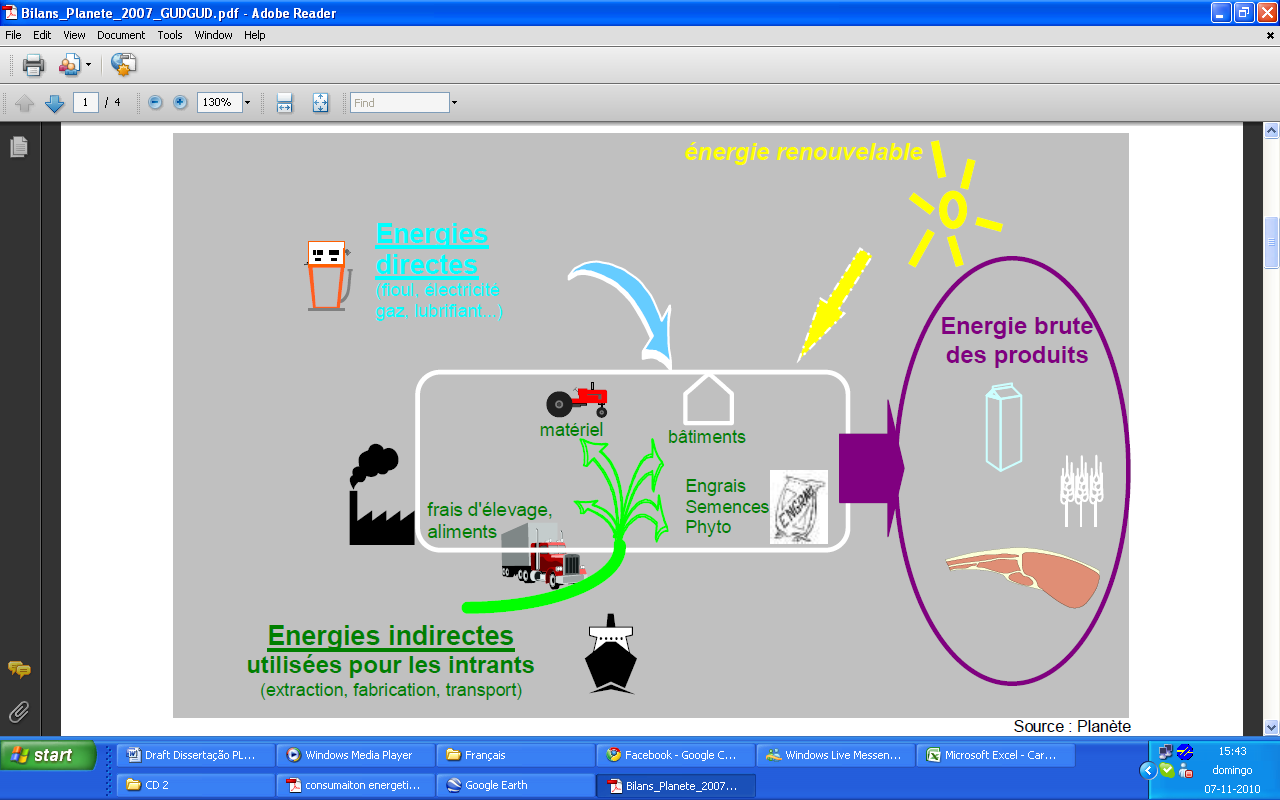 Bilans_Planete_2007_GUDGUD.pdf - Adobe Reader
File Edit View Document Tools Window Help
1 / 4 130% Find
énergie renouvelable
Energies
directes
(fioul, électricité
gaz, lubrifiant...)
Energie brute
des produits
matériel
bâtiments
Engrais
Semences
Phyto
ENGRAI
frais d'élevage,
aliments
Energies indirectes
utilisées pour les intrants
(extraction, fabrication, transport)
Source : Planète
start
Draft Dissertação PL... Windows Media Player Français Facebook - Google C... Windows Live Messen... Microsoft Excel - Car... 15:43
domingo
CD 2 consumaiton energeti... Google Earth Bilans_Planete_2007... 07-11-2010